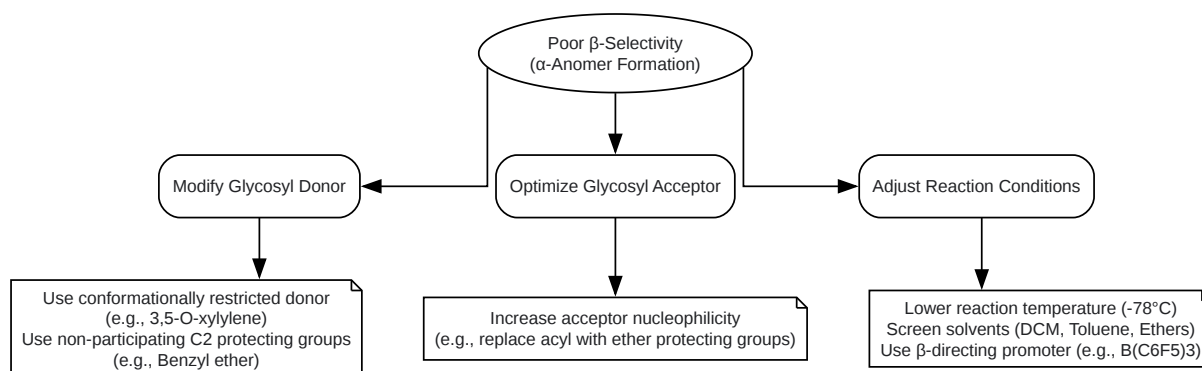 Poor β-Selectivity
(α-Anomer Formation)
Modify Glycosyl Donor
Optimize Glycosyl Acceptor
Adjust Reaction Conditions
Use conformationally restricted donor
(e.g., 3,5-O-xylylene)
Use non-participating C2 protecting groups
(e.g., Benzyl ether)
Increase acceptor nucleophilicity
(e.g., replace acyl with ether protecting groups)
Lower reaction temperature (-78°C)
Screen solvents (DCM, Toluene, Ethers)
Use β-directing promoter (e.g., B(C6F5)3)